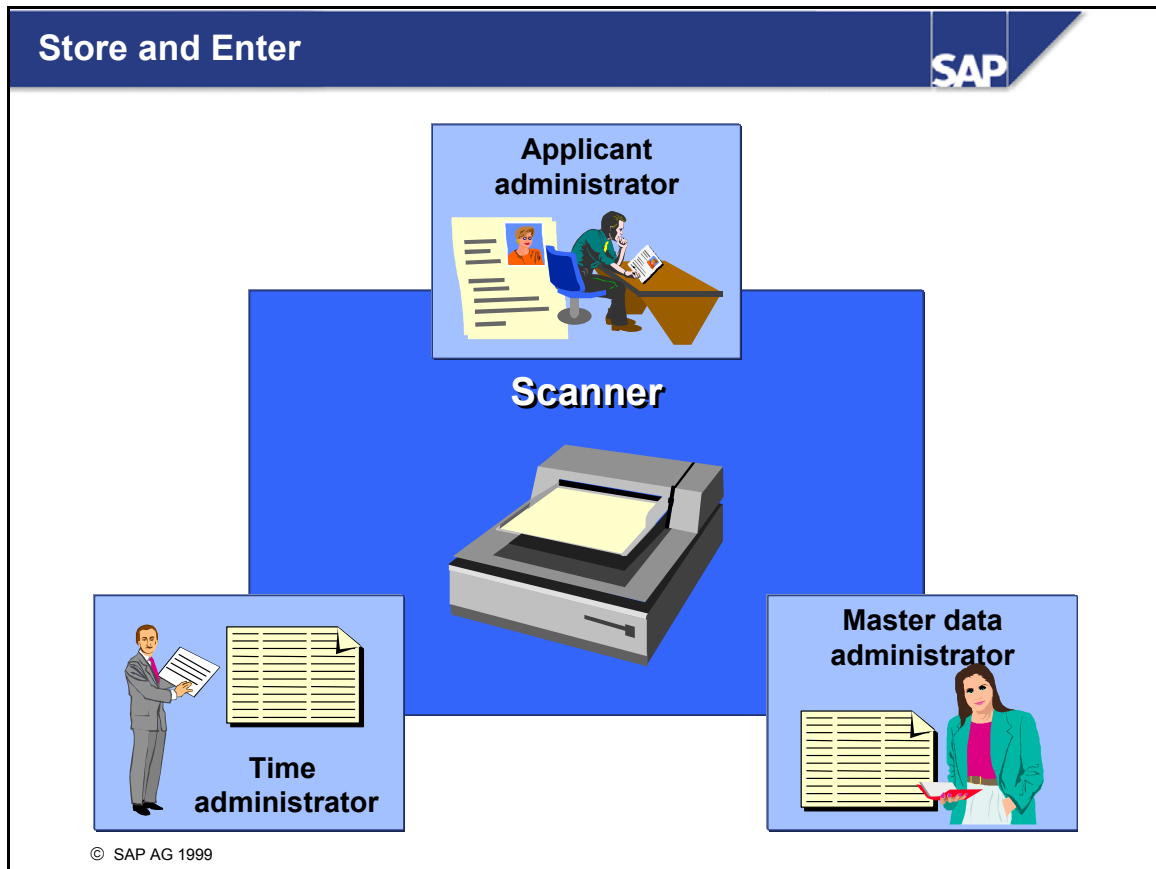 Store and Enter
SAP
Applicant
administrator
Scanner
Time
administrator
Master data
administrator
© SAP AG 1999